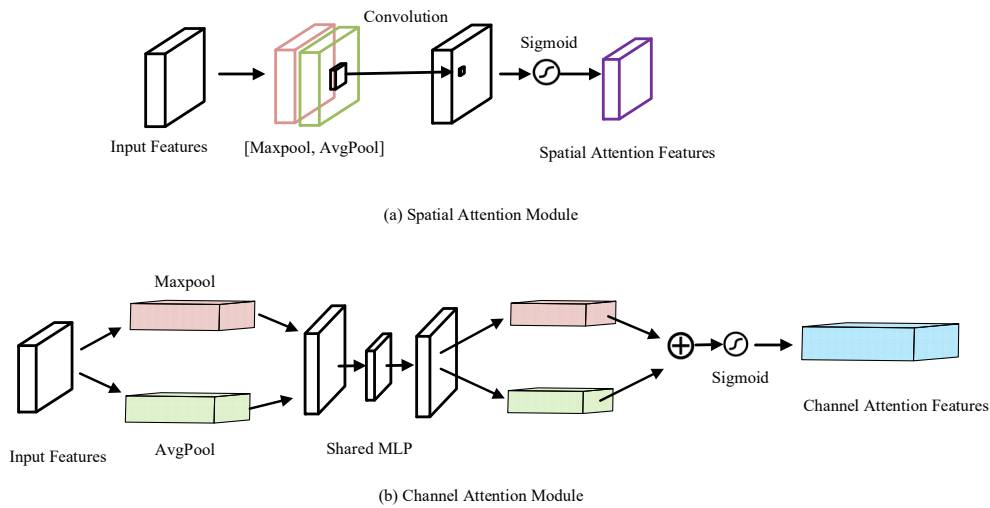 Convolution
Sigmoid
Input Features
[Maxpool, AvgPool]
Spatial Attention Features
(a) Spatial Attention Module
Maxpool
Sigmoid
Channel Attention Features
Input Features
AvgPool
Shared MLP
(b) Channel Attention Module